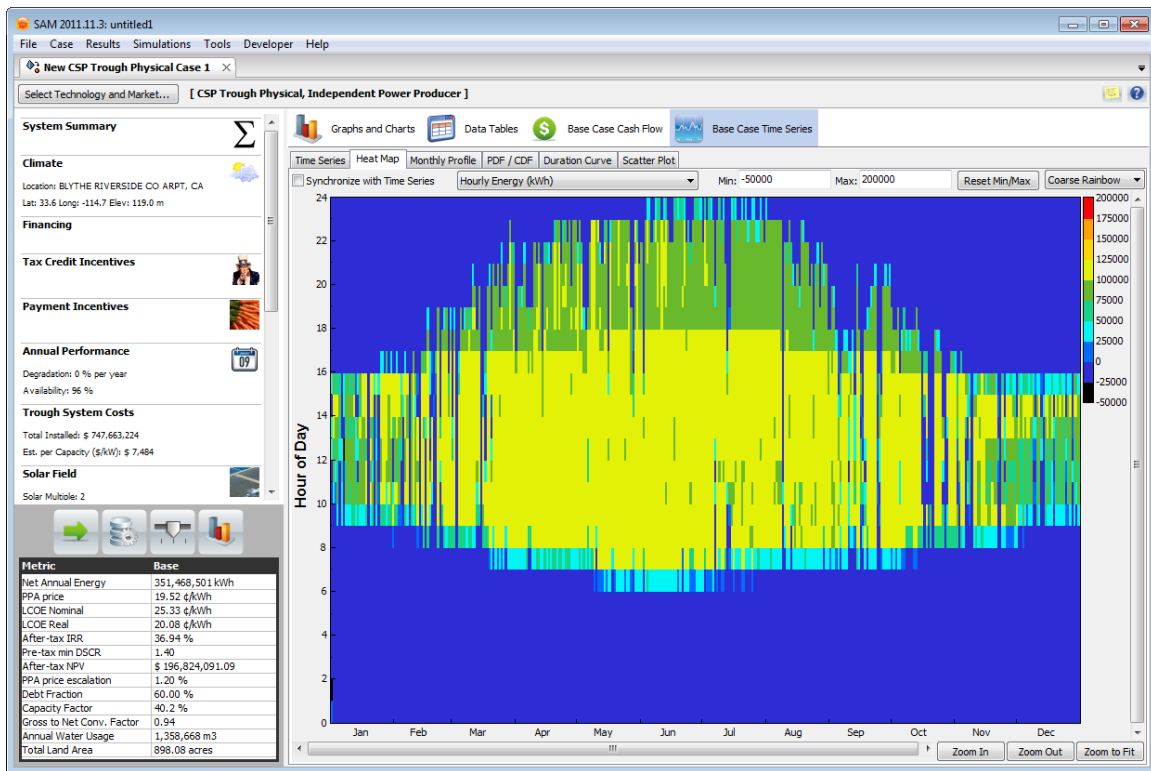 SAM 2011.11.3: untitled1
File Case Results Simulations Tools Developer Help
New CSP Trough Physical Case 1
Select Technology and Market... [ CSP Trough Physical, Independent Power Producer ]
System Summary
Climate
Location: BLYTHE RIVERSIDE CO ARPT, CA
Lat: 33.6 Long: -114.7 Elev: 119.0 m
Financing
Tax Credit Incentives
Payment Incentives
Annual Performance
09
Degradation: 0 % per year
Availability: 96 %
Trough System Costs
Total Installed: $ 747,663,224
Est. per Capacity ($/kW): $ 7,484
Solar Field
Solar Multiple: 2
Metric Base
Net Annual Energy 351,468,501 kWh
PPA price 19.52 ¢/kWh
LCOE Nominal 25.33 ¢/kWh
LCOE Real 20.08 ¢/kWh
After-tax IRR 36.94 %
Pre-tax min DSCR 1.40
After-tax NPV $ 196,824,091.09
PPA price escalation 1.20 %
Debt Fraction 60.00 %
Capacity Factor 40.2 %
Gross to Net Conv. Factor 0.94
Annual Water Usage 1,358,668 m3
Total Land Area 898.08 acres
Graphs and Charts Data Tables Base Case Cash Flow Base Case Time Series
Time Series Heat Map Monthly Profile PDF / CDF Duration Curve Scatter Plot
Synchronize with Time Series Hourly Energy (kWh) Min: -50000 Max: 200000 Reset Min/Max Coarse Rainbow
Hour of Day
24
22
20
18
16
14
12
10
8
6
4
2
0
Jan Feb Mar Apr May Jun Jul Aug Sep Oct Nov Dec
200000
175000
150000
125000
100000
75000
50000
25000
0
-25000
-50000
Zoom In Zoom Out Zoom to Fit